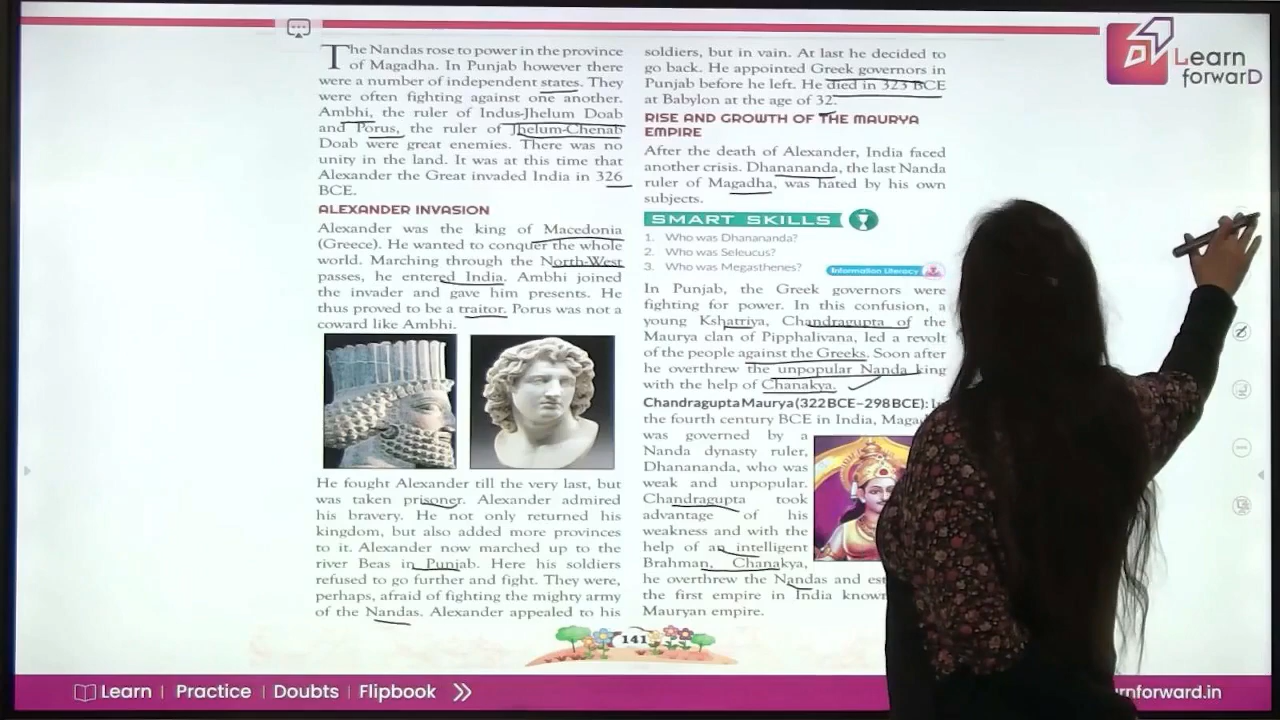 The Nandas rose to power in the province
of Magadha. In Punjab however there
were a number of independent states. They
were often fighting against one another.
Ambhi, the ruler of Indus-Jhelum Doab
and Porus, the ruler of Jhelum-Chenab
Doab were great enemies. There was no
unity in the land. It was at this time that
Alexander the Great invaded India in 326
BCE.
ALEXANDER INVASION
Alexander was the king of Macedonia
(Greece). He wanted to conquer the whole
world. Marching through the North-West
passes, he entered India. Ambhi joined
the invader and gave him presents. He
thus proved to be a traitor. Porus was not a
coward like Ambhi.
He fought Alexander till the very last, but
was taken prisoner. Alexander admired
his bravery. He not only returned his
kingdom, but also added more provinces
to it. Alexander now marched up to the
river Beas in Punjab. Here his soldiers
refused to go further and fight. They were,
perhaps, afraid of fighting the mighty army
of the Nandas. Alexander appealed to his
soldiers, but in vain. At last he decided to
go back. He appointed Greek governors in
Punjab before he left. He died in 323 BCE
at Babylon at the age of 32.
RISE AND GROWTH OF THE MAURYA
EMPIRE
After the death of Alexander, India faced
another crisis. Dhanananda, the last Nanda
ruler of Magadha, was hated by his own
subjects.
SMART SKILLS
1. Who was Dhanananda?
2. Who was Seleucus?
3. Who was Megasthenes?
Information Literacy
In Punjab, the Greek governors were
fighting for power. In this confusion, a
young Kshatriya, Chandragupta of the
Maurya clan of Pipphalivana, led a revolt
of the people against the Greeks. Soon after
he overthrew the unpopular Nanda king
with the help of Chanakya.
Chandragupta Maurya (322 BCE–298 BCE):
the fourth century BCE in India,
was governed by a
Nanda dynasty ruler,
Dhanananda, who was
weak and unpopular.
Chandragupta took
advantage of his
weakness and with the
help of an intelligent
Brahman, Chanakya,
he overthrew the Nandas and
the first empire in India
Mauryan empire.
141
Learn
forwarD
Learn | Practice | Doubts | Flipbook
rnforward.in